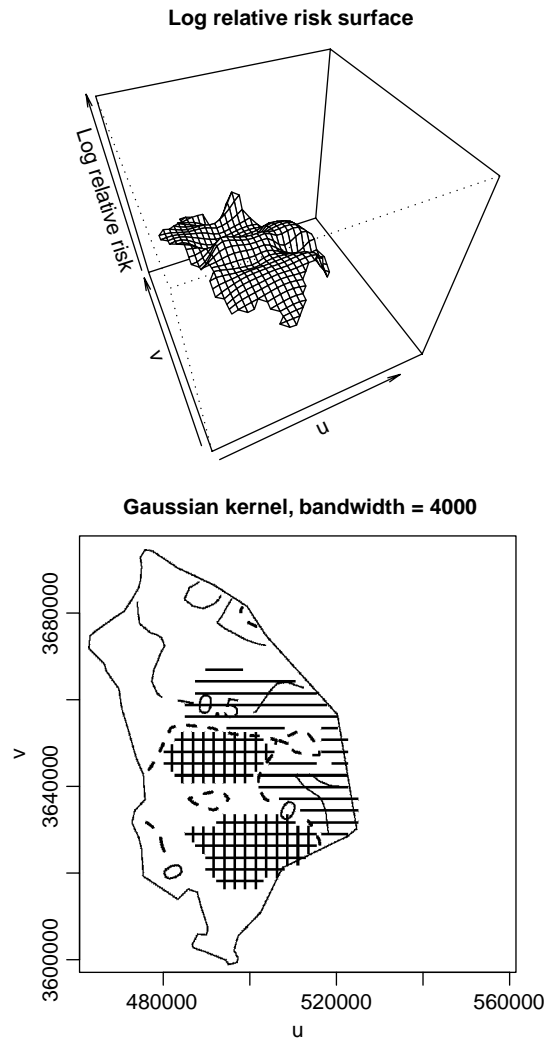 Log relative risk surface
Log relative risk
v
u
Gaussian kernel, bandwidth = 4000
3680000
3640000
3600000
v
0.5
0
0
480000
520000
560000
u